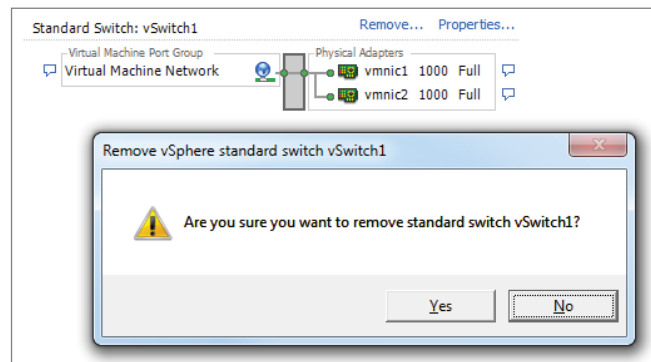 Standard Switch: vSwitch1 Remove... Properties...
Virtual Machine Port Group Physical Adapters
Virtual Machine Network vmnic1 1000 Full
vmnic2 1000 Full
Remove vSphere standard switch vSwitch1
Are you sure you want to remove standard switch vSwitch1?
Yes No